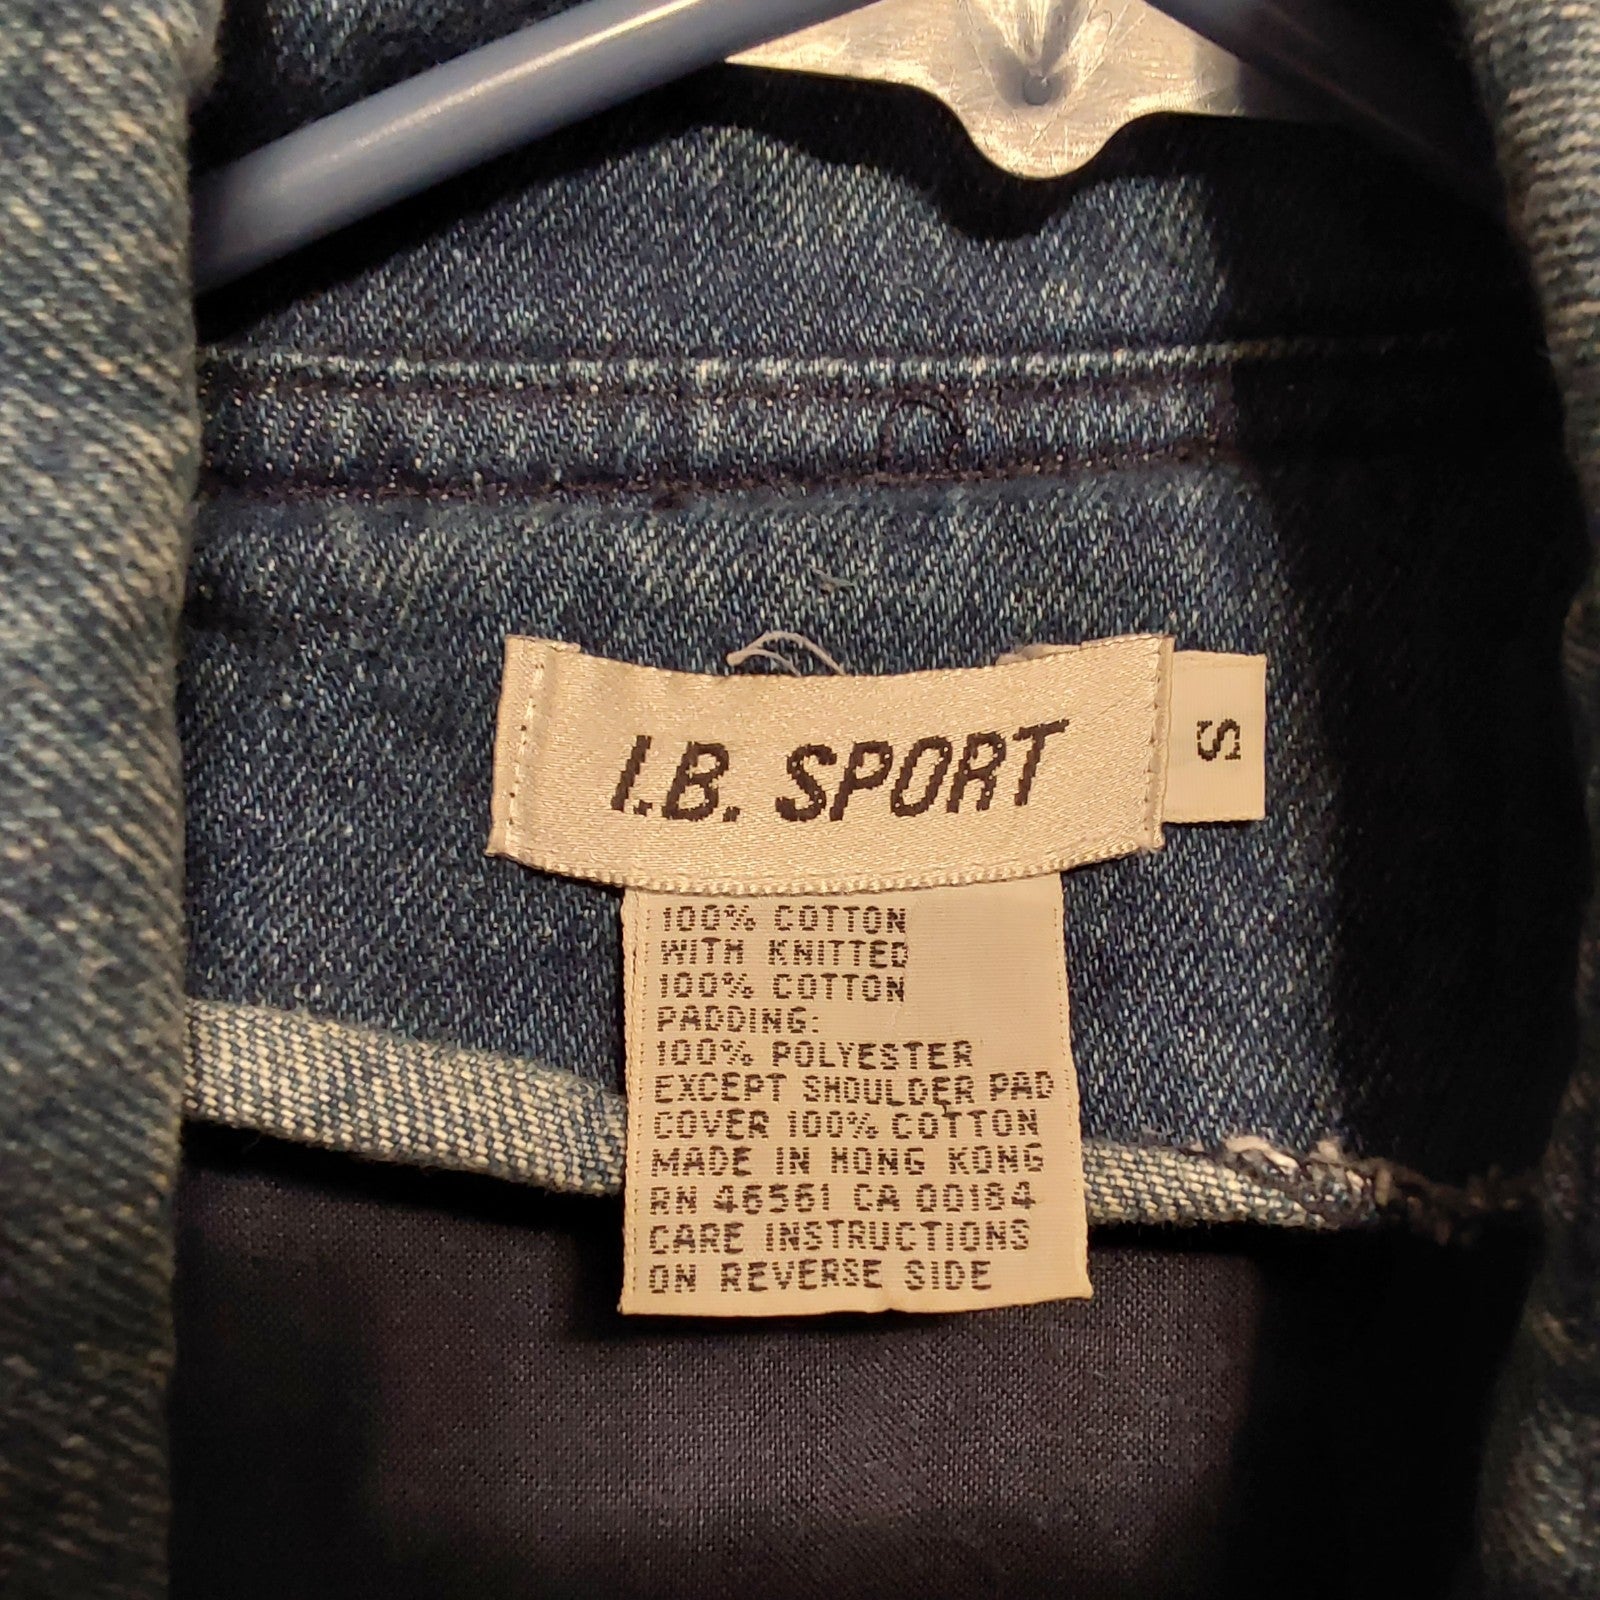 I.B. SPORT
S
100% COTTON
WITH KNITTED
100% COTTON
PADDING:
100% POLYESTER
EXCEPT SHOULDER PAD
COVER 100% COTTON
MADE IN HONG KONG
RN 46561 CA 00184
CARE INSTRUCTIONS
ON REVERSE SIDE